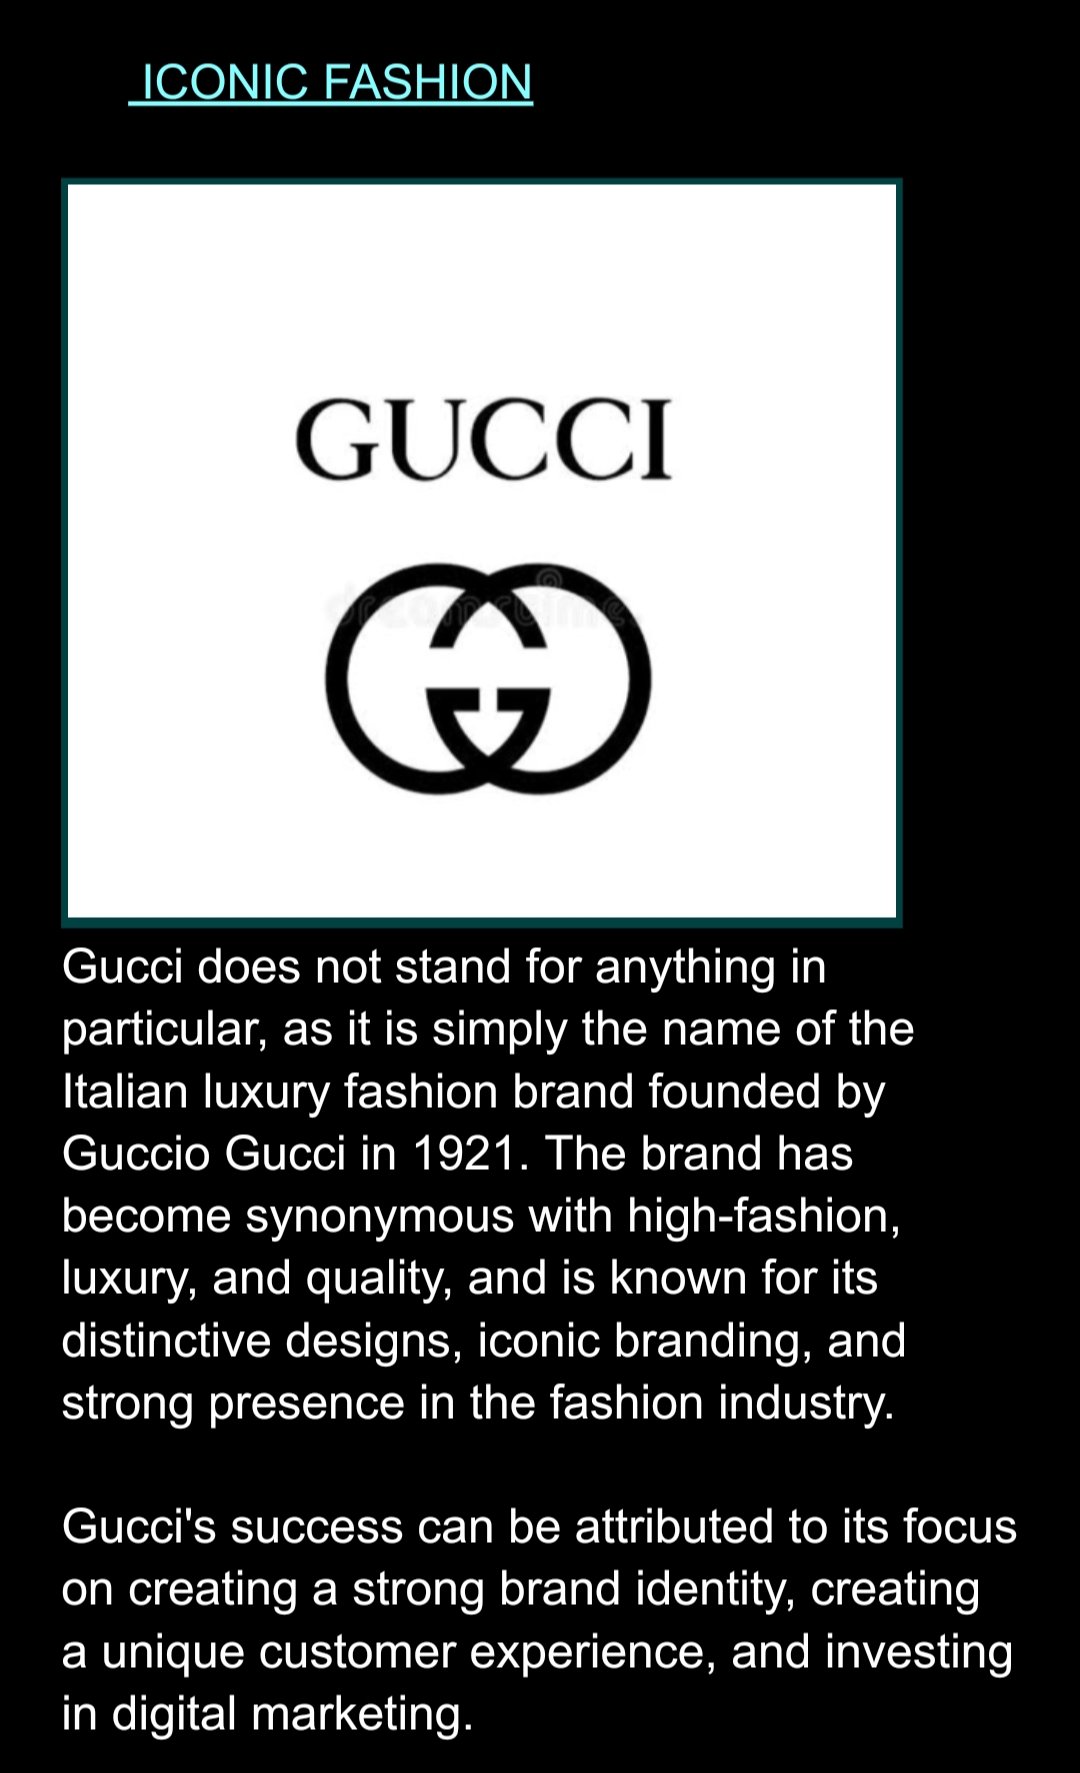 ICONIC FASHION
GUCCI
dreamstime
Gucci does not stand for anything in
particular, as it is simply the name of the
Italian luxury fashion brand founded by
Guccio Gucci in 1921. The brand has
become synonymous with high-fashion,
luxury, and quality, and is known for its
distinctive designs, iconic branding, and
strong presence in the fashion industry.
Gucci's success can be attributed to its focus
on creating a strong brand identity, creating
a unique customer experience, and investing
in digital marketing.